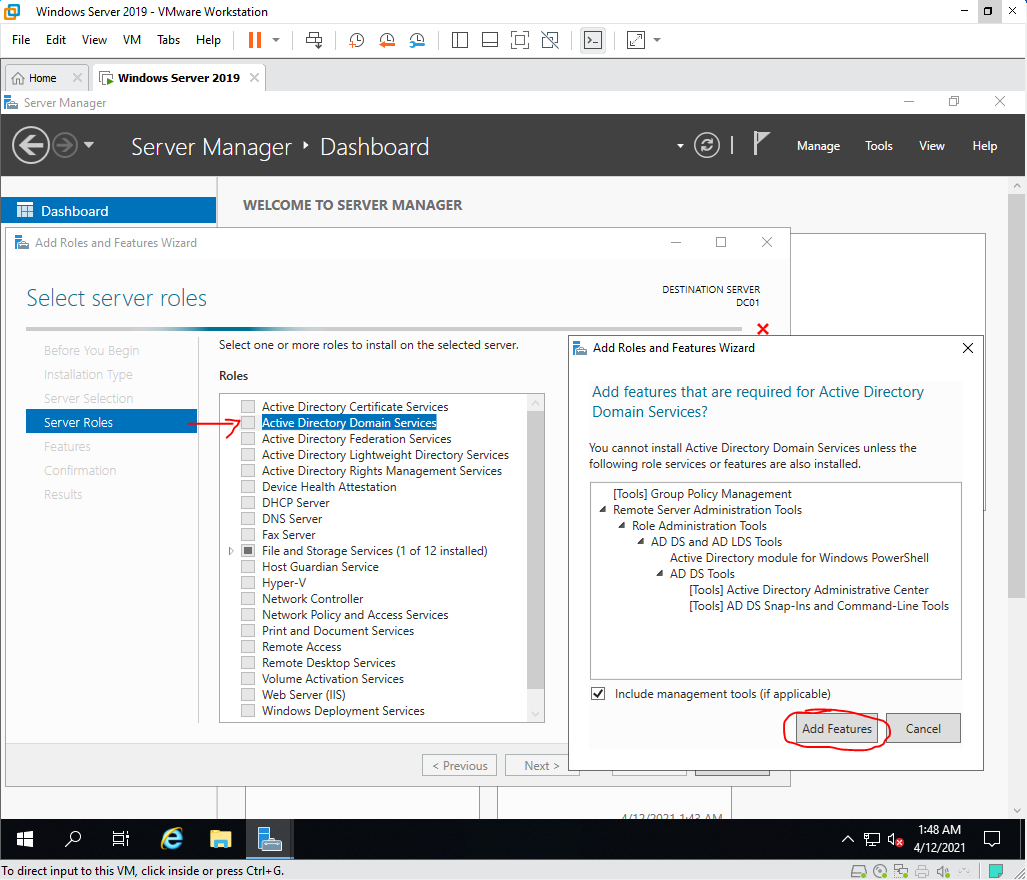 Windows Server 2019 - VMware Workstation
File Edit View VM Tabs Help
Home
Windows Server 2019
Server Manager
Server Manager Dashboard
Manage Tools View Help
Dashboard
WELCOME TO SERVER MANAGER
Add Roles and Features Wizard
Select server roles
DESTINATION SERVER
DC01
Before You Begin
Installation Type
Server Selection
Server Roles
Features
Confirmation
Results
Select one or more roles to install on the selected server.
Roles
Active Directory Certificate Services
Active Directory Domain Services
Active Directory Federation Services
Active Directory Lightweight Directory Services
Active Directory Rights Management Services
Device Health Attestation
DHCP Server
DNS Server
Fax Server
File and Storage Services (1 of 12 installed)
Host Guardian Service
Hyper-V
Network Controller
Network Policy and Access Services
Print and Document Services
Remote Access
Remote Desktop Services
Volume Activation Services
Web Server (IIS)
Windows Deployment Services
< Previous
Next >
Add Roles and Features Wizard
Add features that are required for Active Directory
Domain Services?
You cannot install Active Directory Domain Services unless the
following role services or features are also installed.
[Tools] Group Policy Management
Remote Server Administration Tools
Role Administration Tools
AD DS and AD LDS Tools
Active Directory module for Windows PowerShell
AD DS Tools
[Tools] Active Directory Administrative Center
[Tools] AD DS Snap-Ins and Command-Line Tools
Include management tools (if applicable)
Add Features
Cancel
4/12/2021 1:43 AM
1:48 AM
4/12/2021
To direct input to this VM, click inside or press Ctrl+G.